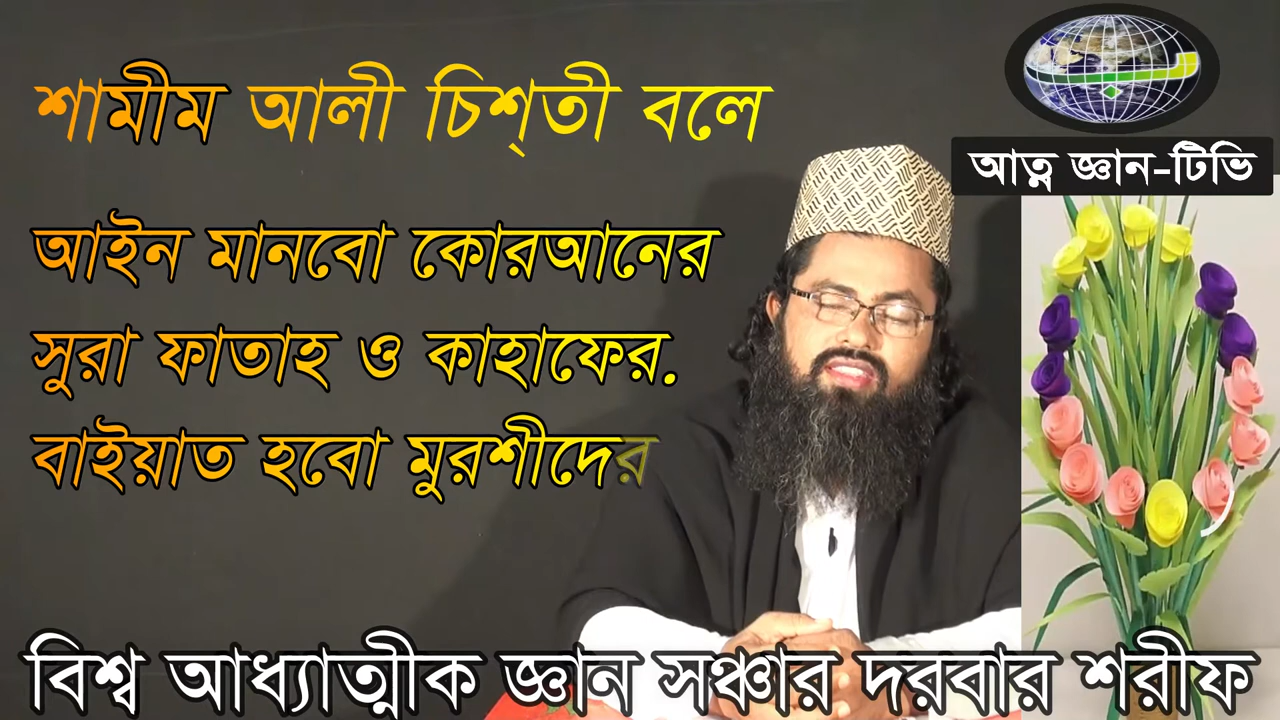 শামীম আলী চিশ্‌তী বলে
আত্ন জ্ঞান-টিভি
আইন মানবো কোরআনের
সুরা ফাতাহ ও কাহাফের.
বাইয়াত হবো মুরশীদের
বিশ্ব আধ্যাত্নীক জ্ঞান সঞ্চার দরবার শরীফ